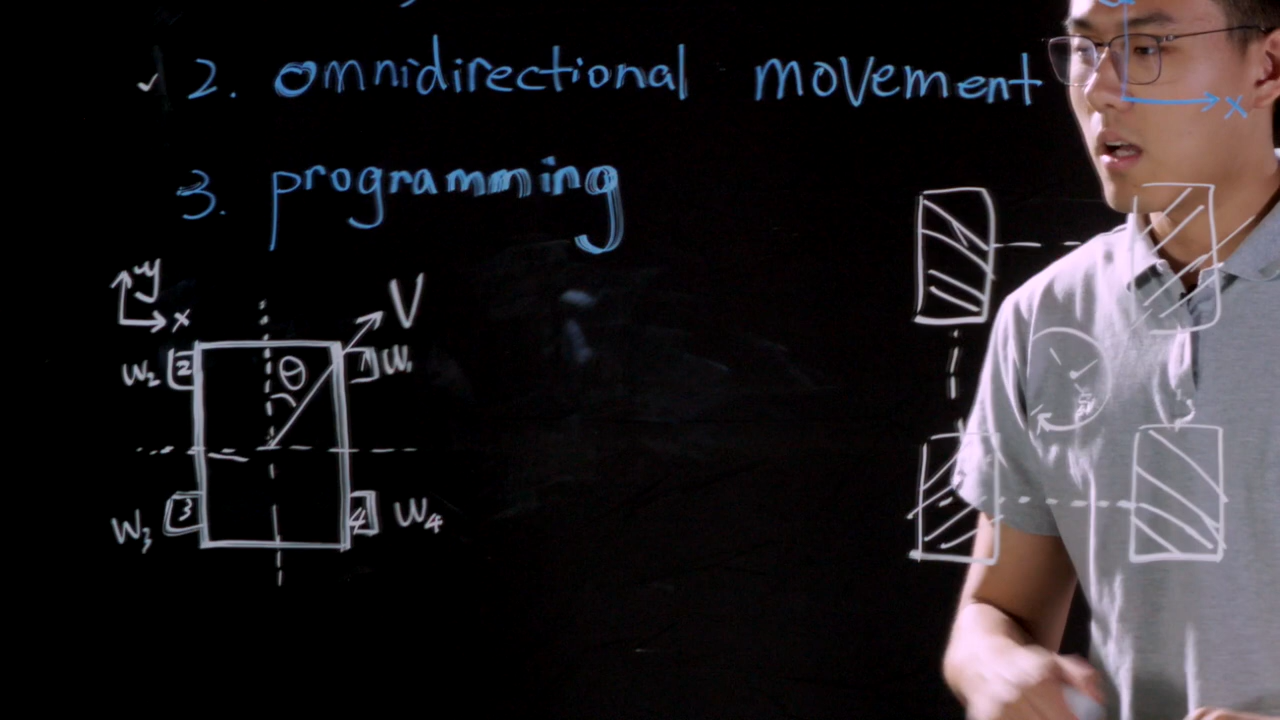 ✓ 2. omnidirectional movement
x
3. programming
y
x
V
W₂ 2 θ 1 W₁
W₃ 3 4 W₄